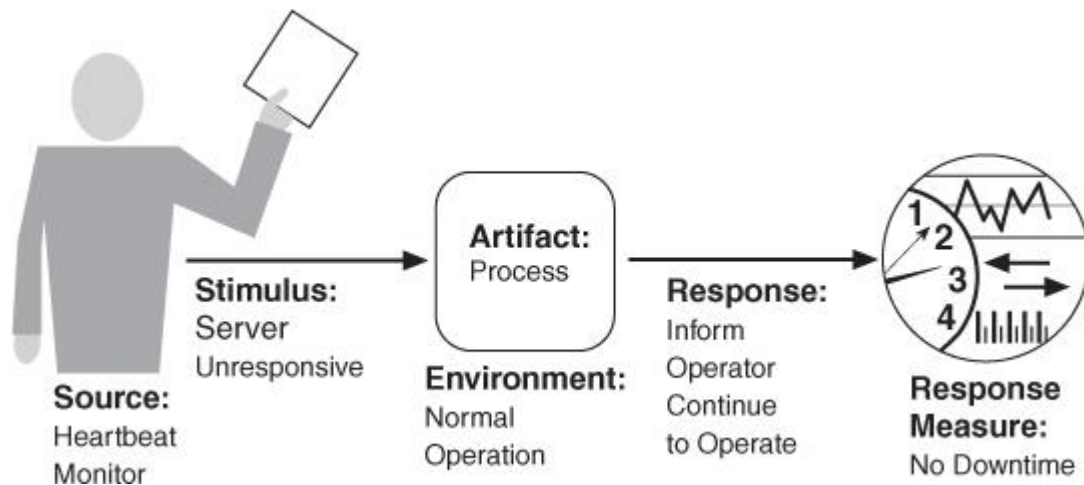 Source:
Heartbeat
Monitor
Stimulus:
Server
Unresponsive
Artifact:
Process
Environment:
Normal
Operation
Response:
Inform
Operator
Continue
to Operate
1
2
3
4
Response
Measure:
No Downtime